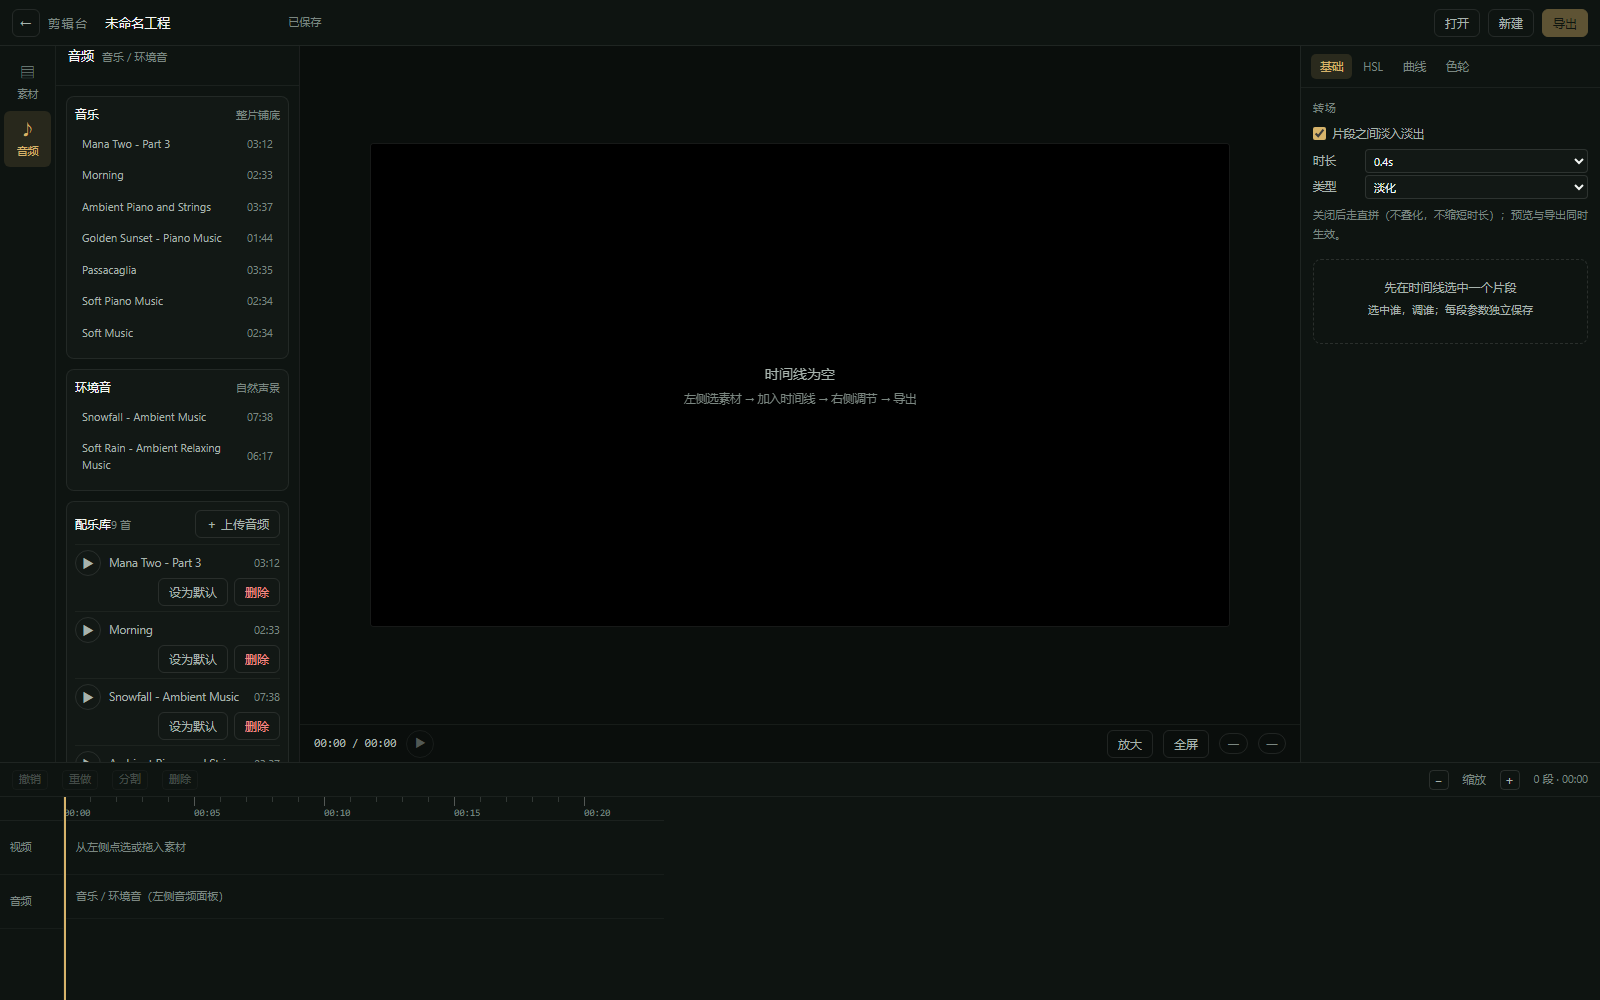 ← 剪辑台 未命名工程 已保存 打开 新建 导出
素材
音频
音频 音乐 / 环境音
音乐 整片铺底
Mana Two - Part 3 03:12
Morning 02:33
Ambient Piano and Strings 03:37
Golden Sunset - Piano Music 01:44
Passacaglia 03:35
Soft Piano Music 02:34
Soft Music 02:34
环境音 自然声景
Snowfall - Ambient Music 07:38
Soft Rain - Ambient Relaxing
Music 06:17
配乐库 9 首 + 上传音频
Mana Two - Part 3 03:12
设为默认 删除
Morning 02:33
设为默认 删除
Snowfall - Ambient Music 07:38
设为默认 删除
时间线为空
左侧选素材 → 加入时间线 → 右侧调节 → 导出
00:00 / 00:00 放大 全屏 — —
基础 HSL 曲线 色轮
转场
片段之间淡入淡出
时长 0.4s
类型 淡化
关闭后走直拼（不叠化，不缩短时长）；预览与导出同时
生效。
先在时间线选中一个片段
选中谁，调谁；每段参数独立保存
撤销 重做 分割 删除 − 缩放 + 0 段 · 00:00
00:00 00:05 00:10 00:15 00:20
视频 从左侧点选或拖入素材
音频 音乐 / 环境音（左侧音频面板）